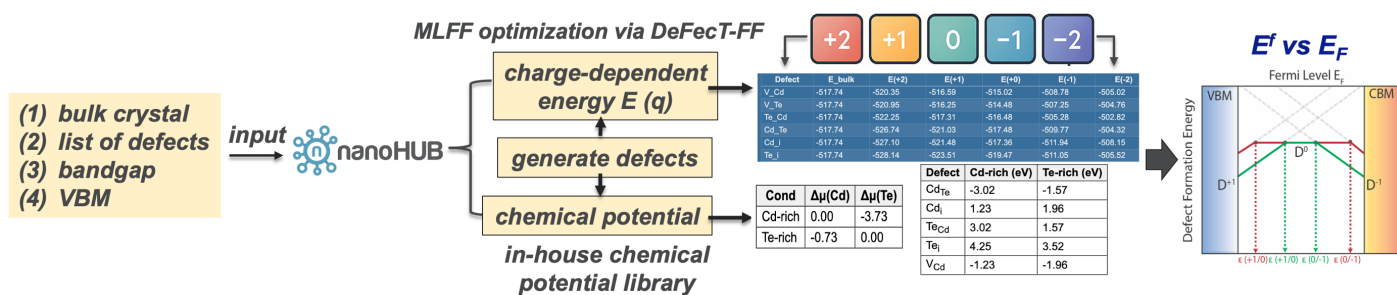 (1) bulk crystal
(2) list of defects
(3) bandgap
(4) VBM
input
n
nanoHUB
MLFF optimization via DeFecT-FF
charge-dependent
energy E (q)
generate defects
chemical potential
in-house chemical
potential library
+2 +1 0 −1 −2
Defect E_bulk E(+2) E(+1) E(+0) E(-1) E(-2)
V_Cd -517.74 -520.35 -516.59 -515.02 -508.78 -505.02
V_Te -517.74 -520.95 -516.25 -514.48 -507.25 -504.76
Te_Cd -517.74 -522.25 -517.31 -516.48 -505.28 -502.82
Cd_Te -517.74 -526.74 -521.03 -517.48 -509.77 -504.32
Cd_i -517.74 -527.10 -521.48 -517.36 -511.94 -508.15
Te_i -517.74 -528.14 -523.51 -519.47 -511.05 -505.52
Cond Δμ(Cd) Δμ(Te)
Cd-rich 0.00 -3.73
Te-rich -0.73 0.00
Defect Cd-rich (eV) Te-rich (eV)
CdTe -3.02 -1.57
Cdi 1.23 1.96
TeCd 3.02 1.57
Tei 4.25 3.52
VCd -1.23 -1.96
Ef vs EF
Fermi Level EF
VBM
CBM
Defect Formation Energy
D0
D+1
D-1
ε (+1/0) ε (+1/0) ε (0/-1) ε (0/-1)